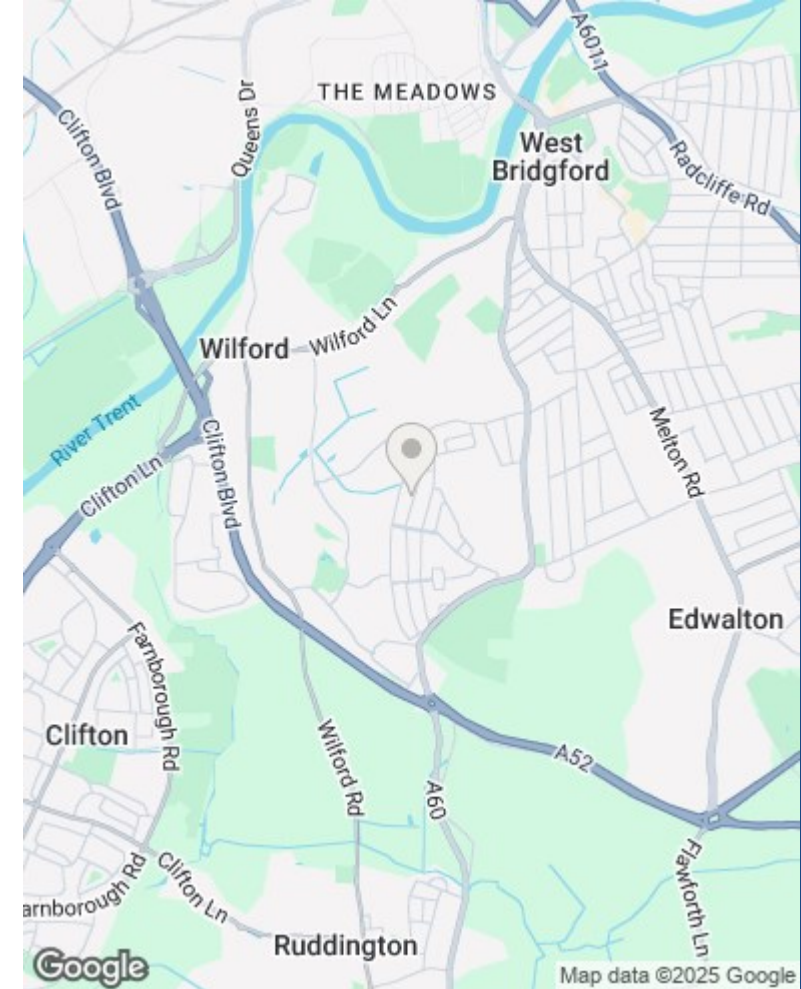 A6011
THE MEADOWS
Queens Dr
Clifton Blvd
West
Bridgford
Radcliffe Rd
Wilford
Wilford Ln
River Trent
Clifton Ln
Clifton Blvd
Melton Rd
Edwalton
Farnborough Rd
Clifton
Wilford Rd
A52
A60
Flawforth Ln
arnborough Rd
Clifton Ln
Ruddington
Google
Map data ©2025 Google